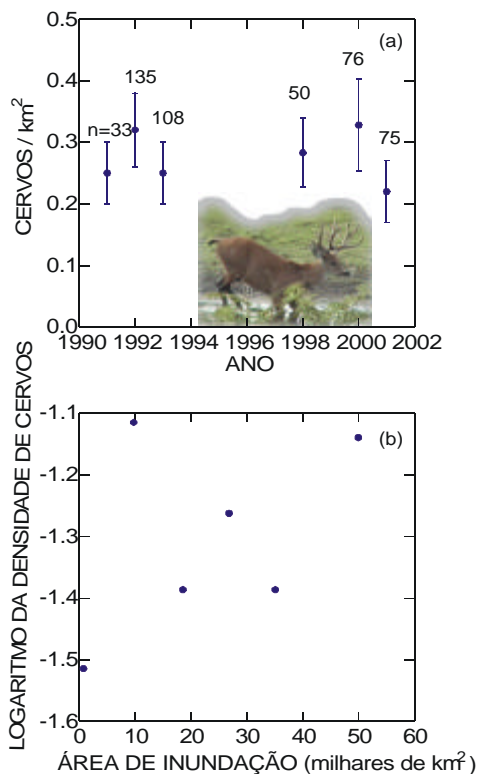 0.5
(a)
76
135
50
0.4
n=33
108
75
CERVOS / km²
0.3
0.2
0.1
0.0
1990 1992 1994 1996 1998 2000 2002
ANO
LOGARITMO DA DENSIDADE DE CERVOS
-1.1
(b)
-1.2
-1.3
-1.4
-1.5
-1.6
0 10 20 30 40 50 60
ÁREA DE INUNDAÇÃO (milhares de km²)